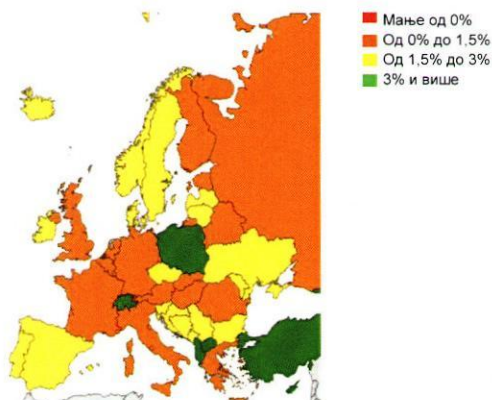 Мање од 0%
Од 0% до 1.5%
Од 1,5% до 3%
3% и више